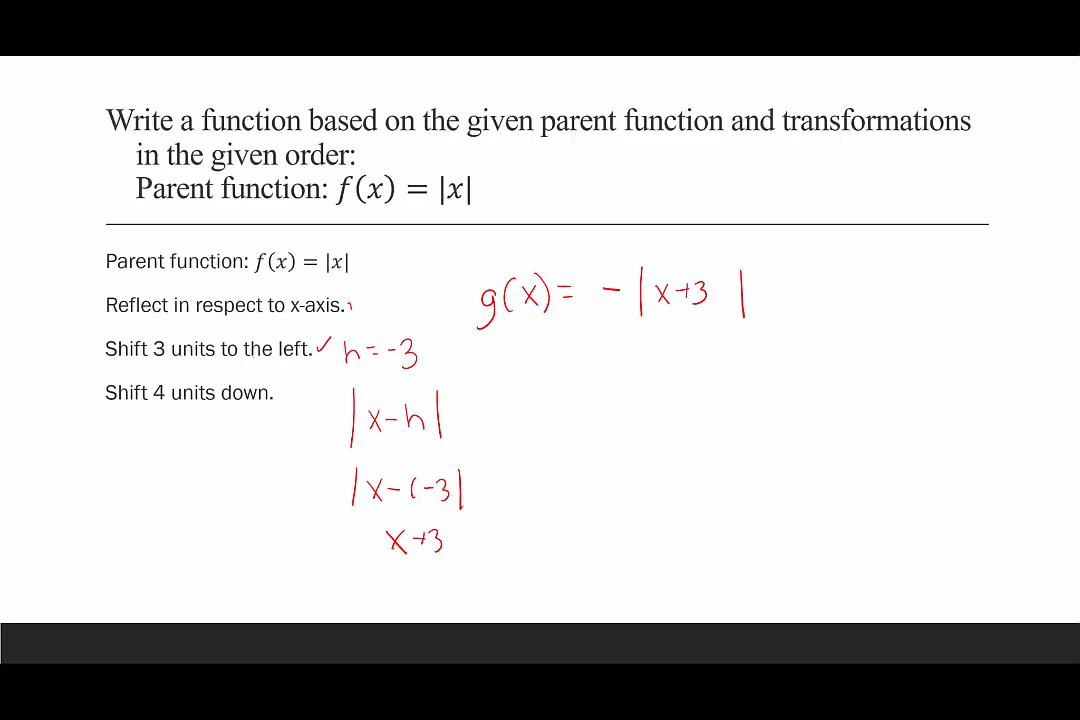 Write a function based on the given parent function and transformations
in the given order:
Parent function: f(x) = |x|
Parent function: f(x) = |x|
Reflect in respect to x-axis.
g(x) = - | x+3 |
Shift 3 units to the left. ✓ h = -3
Shift 4 units down.
|x-h|
|x-(-3|
x+3